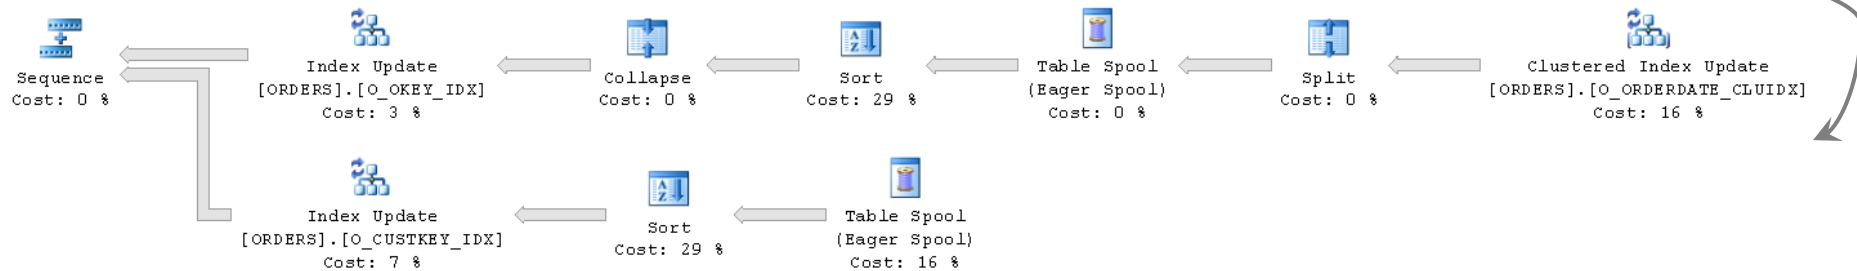 Sequence
Cost: 0 %
Index Update
[ORDERS].[O_OKEY_IDX]
Cost: 3 %
Collapse
Cost: 0 %
Sort
Cost: 29 %
Table Spool
(Eager Spool)
Cost: 0 %
Split
Cost: 0 %
Clustered Index Update
[ORDERS].[O_ORDERDATE_CLUIDX]
Cost: 16 %
Index Update
[ORDERS].[O_CUSTKEY_IDX]
Cost: 7 %
Sort
Cost: 29 %
Table Spool
(Eager Spool)
Cost: 16 %